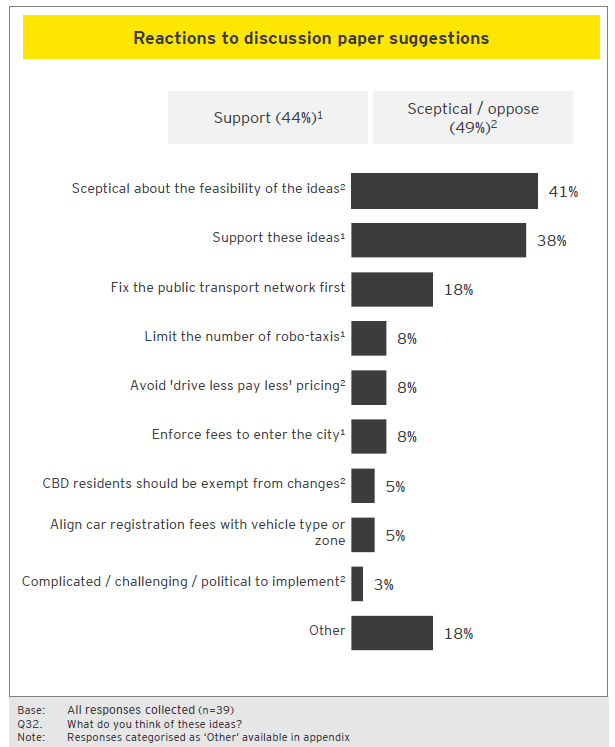 Reactions to discussion paper suggestions
Support (44%)¹
Sceptical / oppose
(49%)²
Sceptical about the feasibility of the ideas² 41%
Support these ideas¹ 38%
Fix the public transport network first 18%
Limit the number of robo-taxis¹ 8%
Avoid 'drive less pay less' pricing² 8%
Enforce fees to enter the city¹ 8%
CBD residents should be exempt from changes² 5%
Align car registration fees with vehicle type or
zone 5%
Complicated / challenging / political to implement² 3%
Other 18%
Base: All responses collected (n=39)
Q32. What do you think of these ideas?
Note: Responses categorised as ‘Other’ available in appendix